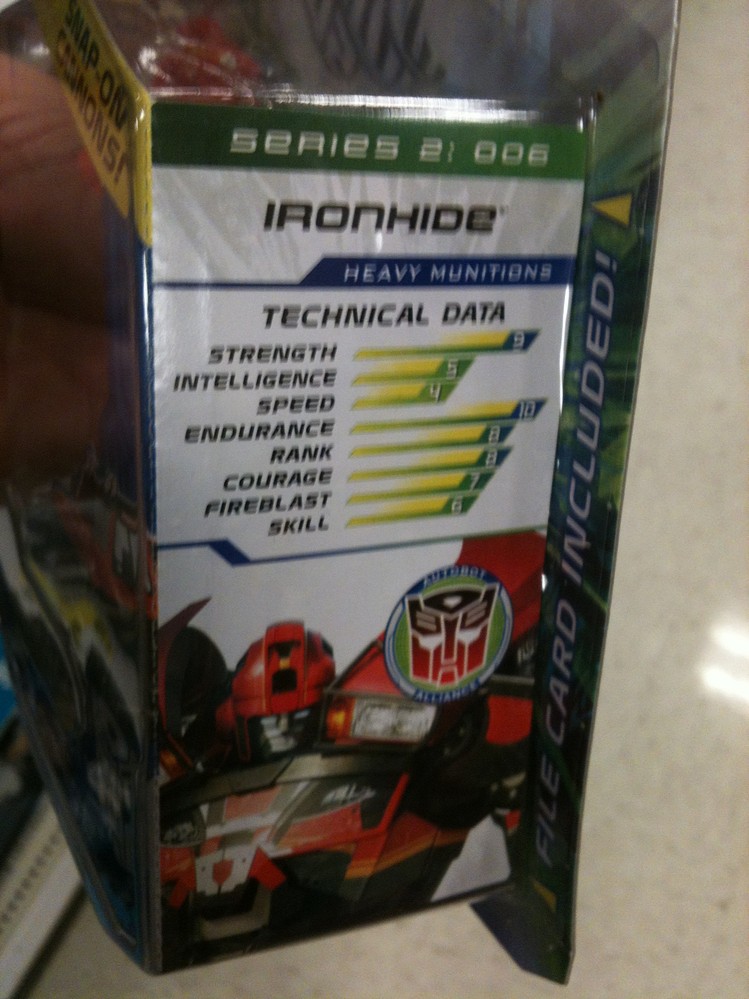 SNAP-ON
SERIES 2: 006
IRONHIDE
HEAVY MUNITIONS
TECHNICAL DATA
STRENGTH 9
INTELLIGENCE 5
SPEED 4
ENDURANCE 10
RANK 8
COURAGE 8
FIREBLAST 7
SKILL 6
AUTOBOT
ALLIANCE
FILE CARD INCLUDED!